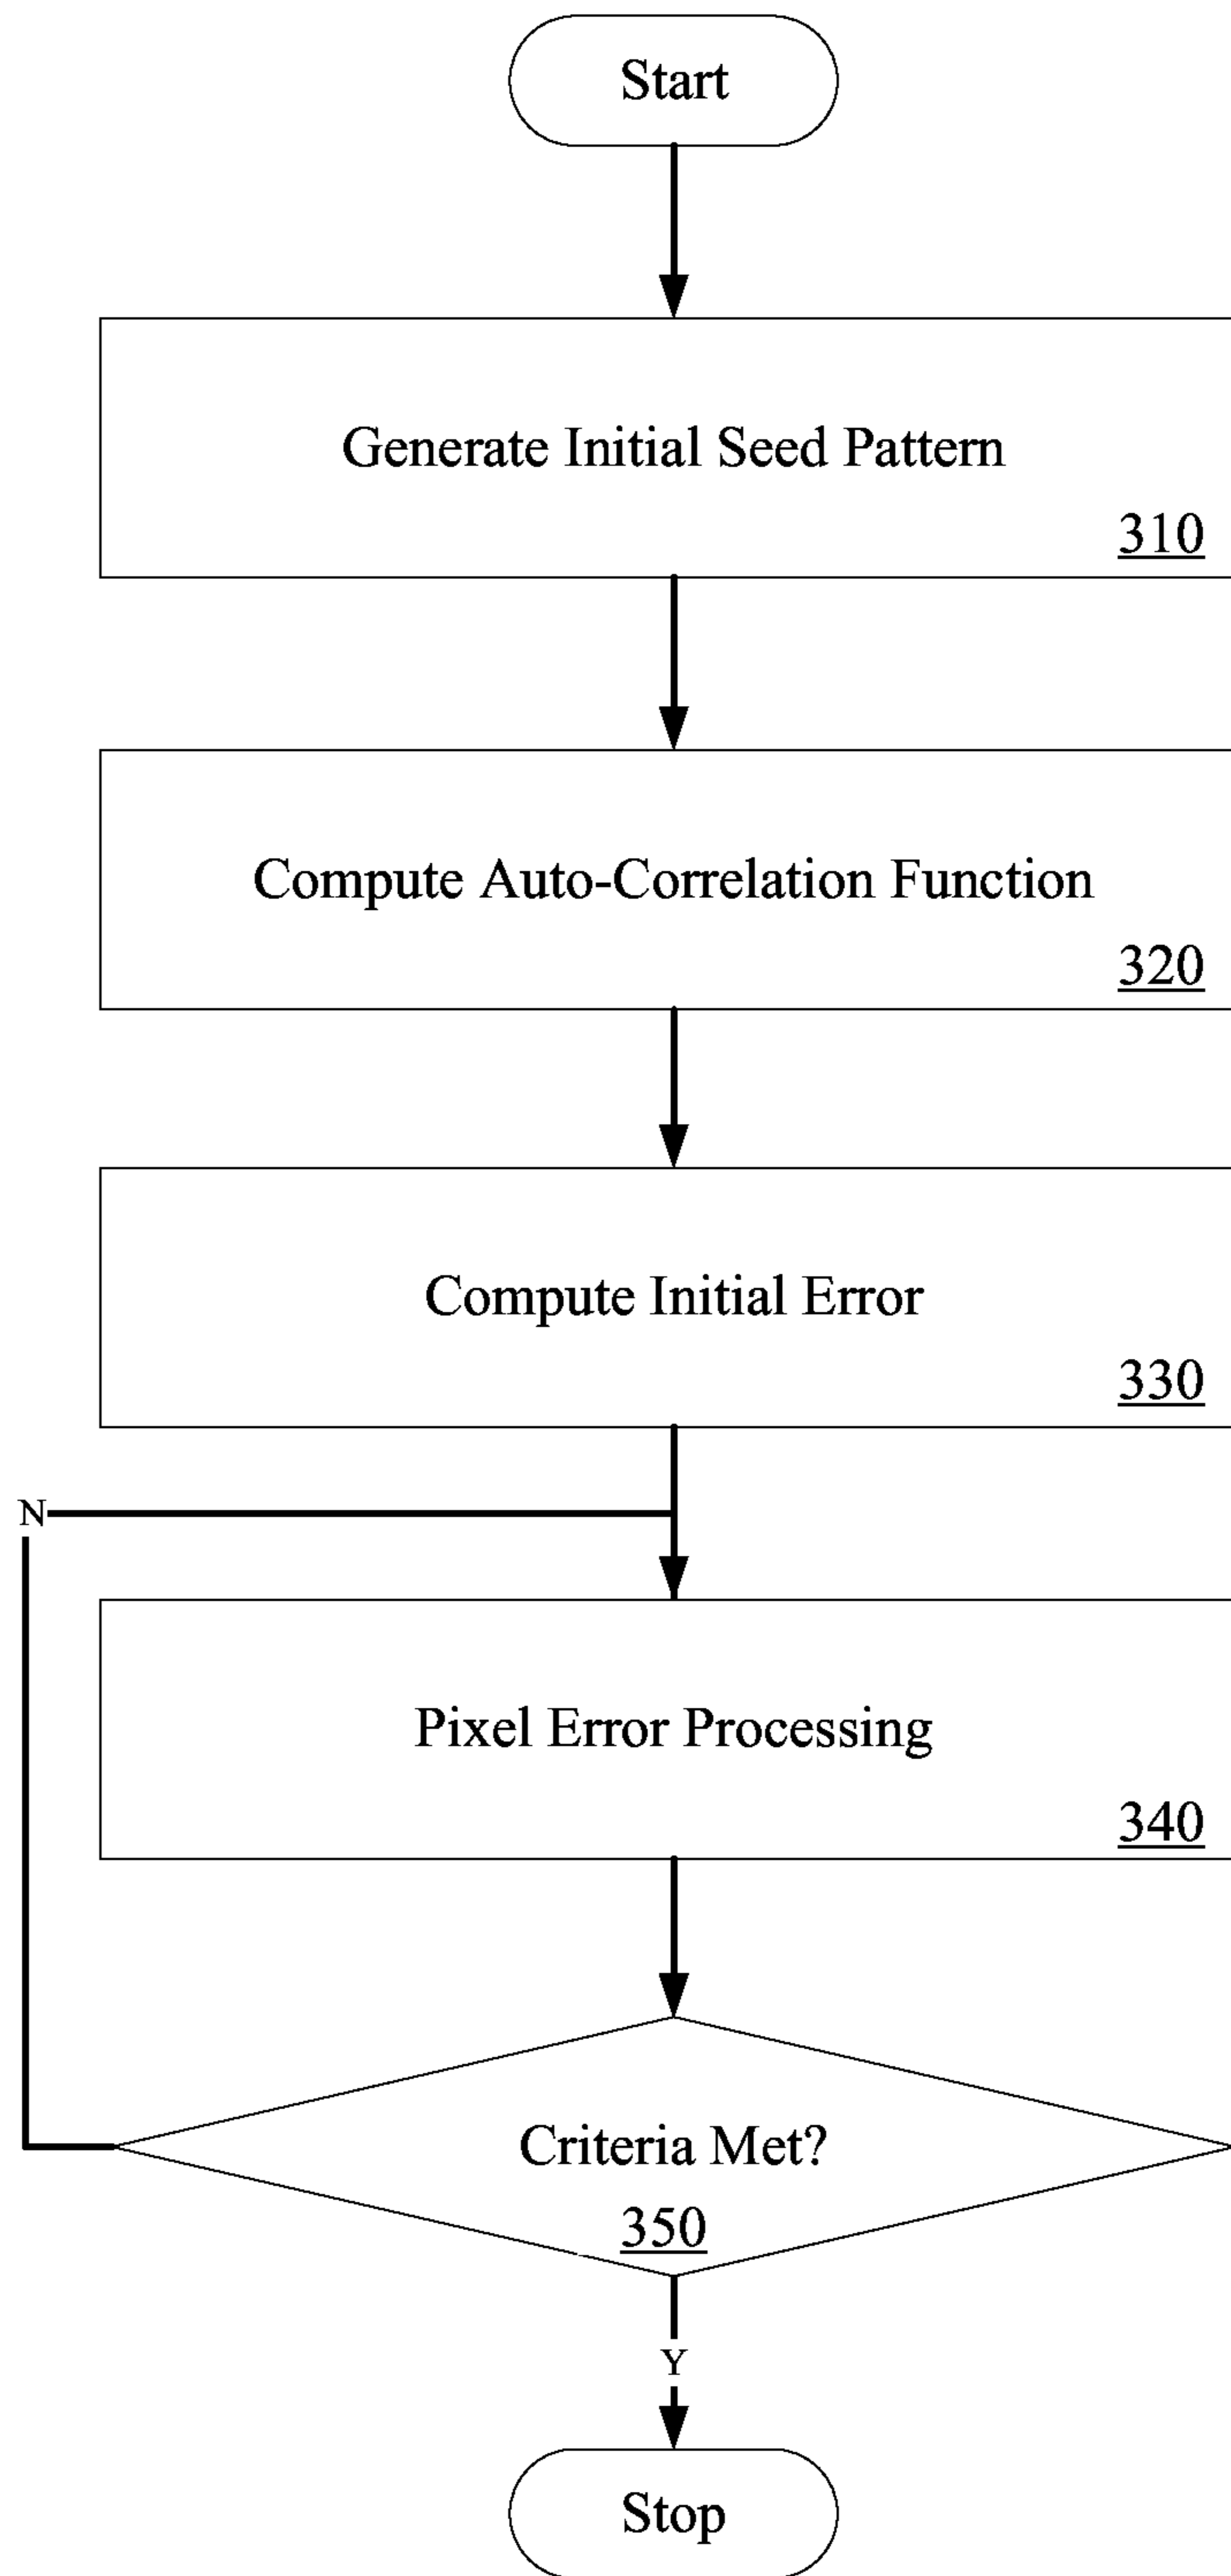 Start
Generate Initial Seed Pattern
310
Compute Auto-Correlation Function
320
Compute Initial Error
330
N
Pixel Error Processing
340
Criteria Met?
350
Y
Stop